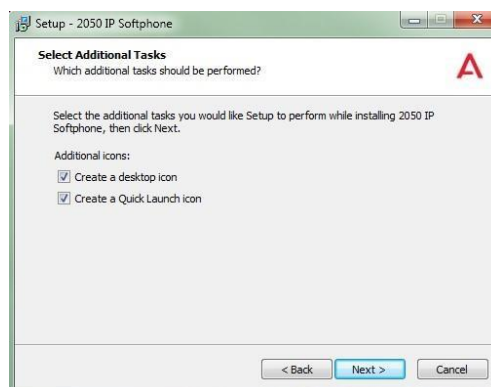 Setup - 2050 IP Softphone
Select Additional Tasks
Which additional tasks should be performed?
Select the additional tasks you would like Setup to perform while installing 2050 IP
Softphone, then click Next.
Additional icons:
Create a desktop icon
Create a Quick Launch icon
< Back Next > Cancel